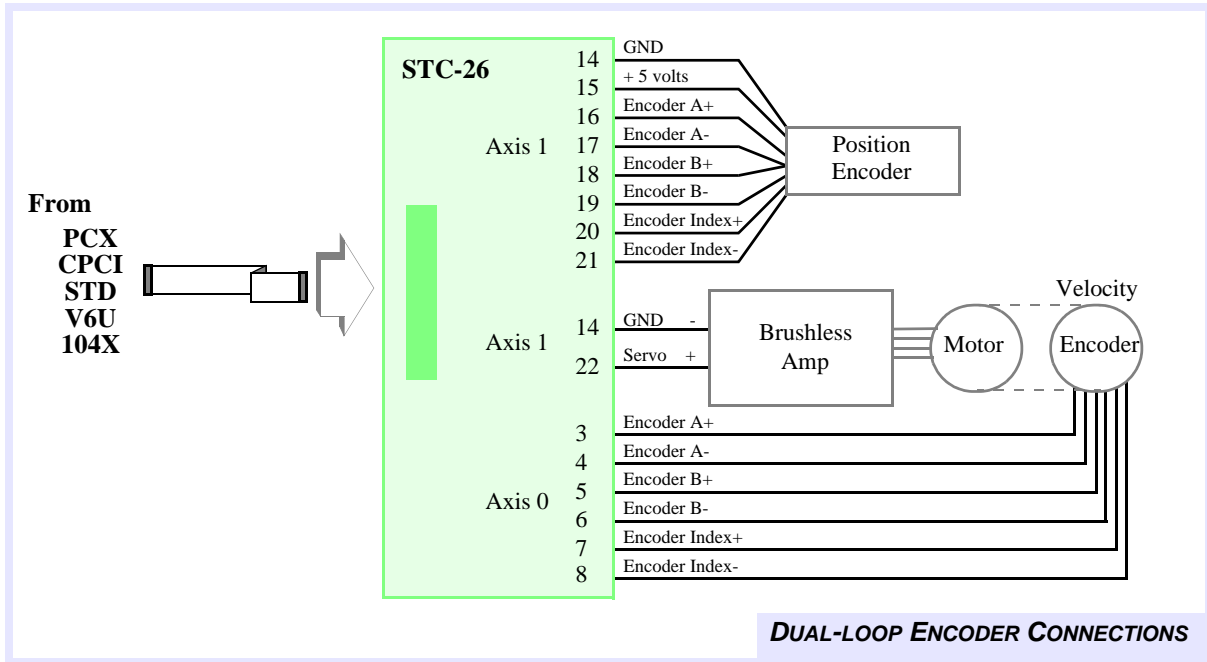 STC-26
14 GND
15 + 5 volts
16 Encoder A+
Axis 1 17 Encoder A-
18 Encoder B+
19 Encoder B-
20 Encoder Index+
21 Encoder Index-
Position
Encoder
From
PCX
CPCI
STD
V6U
104X
Axis 1
14 GND -
22 Servo +
Brushless
Amp
Motor
Velocity
Encoder
3 Encoder A+
4 Encoder A-
Axis 0 5 Encoder B+
6 Encoder B-
7 Encoder Index+
8 Encoder Index-
DUAL-LOOP ENCODER CONNECTIONS